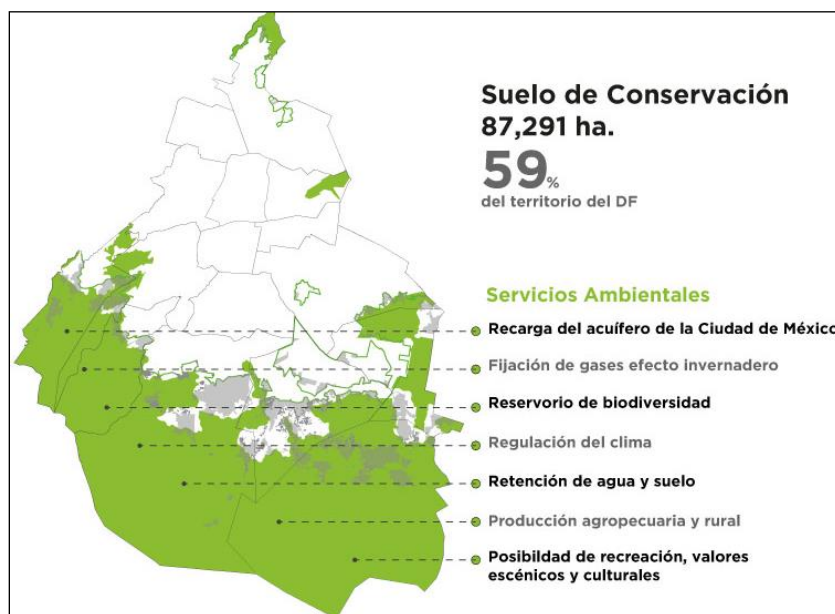 Suelo de Conservación
87,291 ha.
59%
del territorio del DF
Servicios Ambientales
Recarga del acuífero de la Ciudad de México
Fijación de gases efecto invernadero
Reservorio de biodiversidad
Regulación del clima
Retención de agua y suelo
Producción agropecuaria y rural
Posibildad de recreación, valores
escénicos y culturales